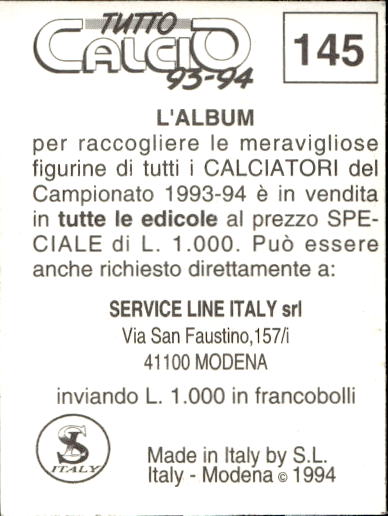 TUTTO
CALCIO
93-94
145
L'ALBUM
per raccogliere le meravigliose
figurine di tutti i CALCIATORI del
Campionato 1993-94 è in vendita
in tutte le edicole al prezzo SPE-
CIALE di L. 1.000. Può essere
anche richiesto direttamente a:
SERVICE LINE ITALY srl
Via San Faustino,157/i
41100 MODENA
inviando L. 1.000 in francobolli
SL
ITALY
Made in Italy by S.L.
Italy - Modena © 1994